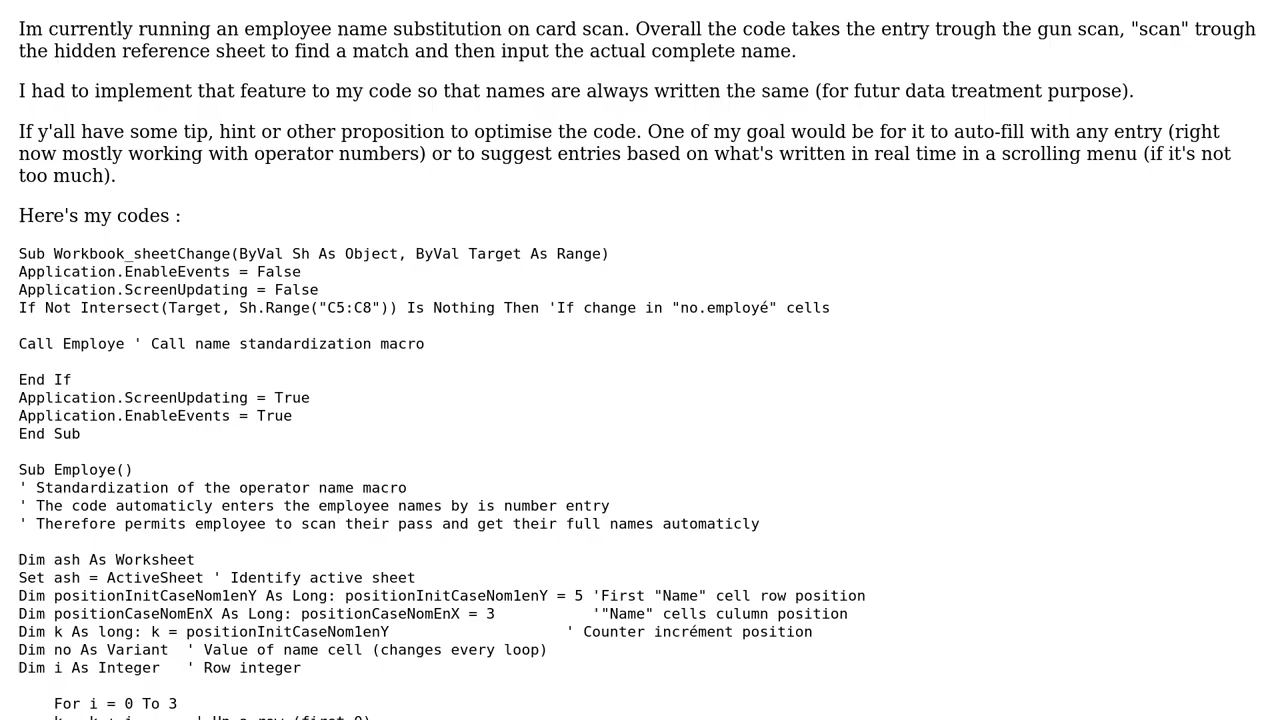 Im currently running an employee name substitution on card scan. Overall the code takes the entry trough the gun scan, "scan" trough
the hidden reference sheet to find a match and then input the actual complete name.
I had to implement that feature to my code so that names are always written the same (for futur data treatment purpose).
If y'all have some tip, hint or other proposition to optimise the code. One of my goal would be for it to auto-fill with any entry (right
now mostly working with operator numbers) or to suggest entries based on what's written in real time in a scrolling menu (if it's not
too much).
Here's my codes :
Sub Workbook_sheetChange(ByVal Sh As Object, ByVal Target As Range)
Application.EnableEvents = False
Application.ScreenUpdating = False
If Not Intersect(Target, Sh.Range("C5:C8")) Is Nothing Then 'If change in "no.employé" cells
Call Employe ' Call name standardization macro
End If
Application.ScreenUpdating = True
Application.EnableEvents = True
End Sub
Sub Employe()
' Standardization of the operator name macro
' The code automaticly enters the employee names by is number entry
' Therefore permits employee to scan their pass and get their full names automaticly
Dim ash As Worksheet
Set ash = ActiveSheet ' Identify active sheet
Dim positionInitCaseNom1enY As Long: positionInitCaseNom1enY = 5 'First "Name" cell row position
Dim positionCaseNomEnX As Long: positionCaseNomEnX = 3           '"Name" cells culumn position
Dim k As long: k = positionInitCaseNom1enY                    ' Counter incrément position
Dim no As Variant  ' Value of name cell (changes every loop)
Dim i As Integer   ' Row integer
    For i = 0 To 3